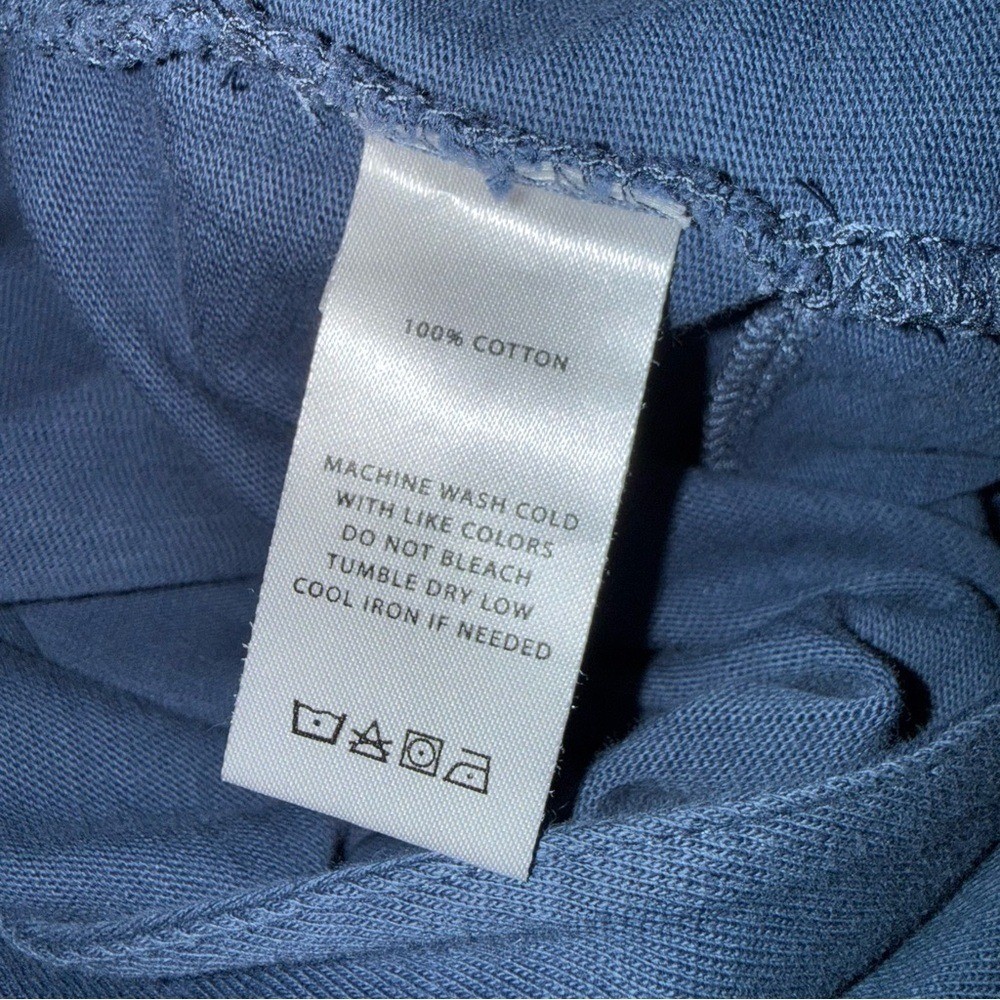 100% COTTON
MACHINE WASH COLD
WITH LIKE COLORS
DO NOT BLEACH
TUMBLE DRY LOW
COOL IRON IF NEEDED